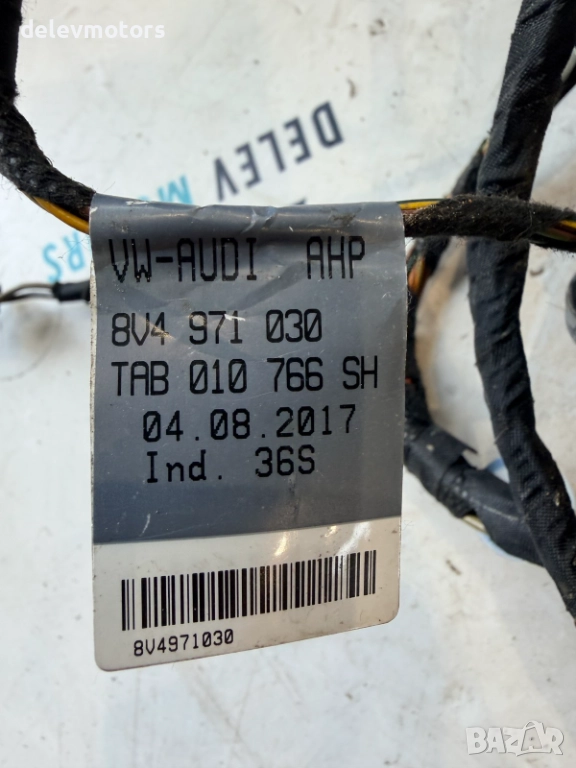 delevmotors
DELEV M RS
VW-AUDI AHP
8V4 971 030
TAB 010 766 SH
04.08.2017
Ind. 36S
8V4971030
BAZAR